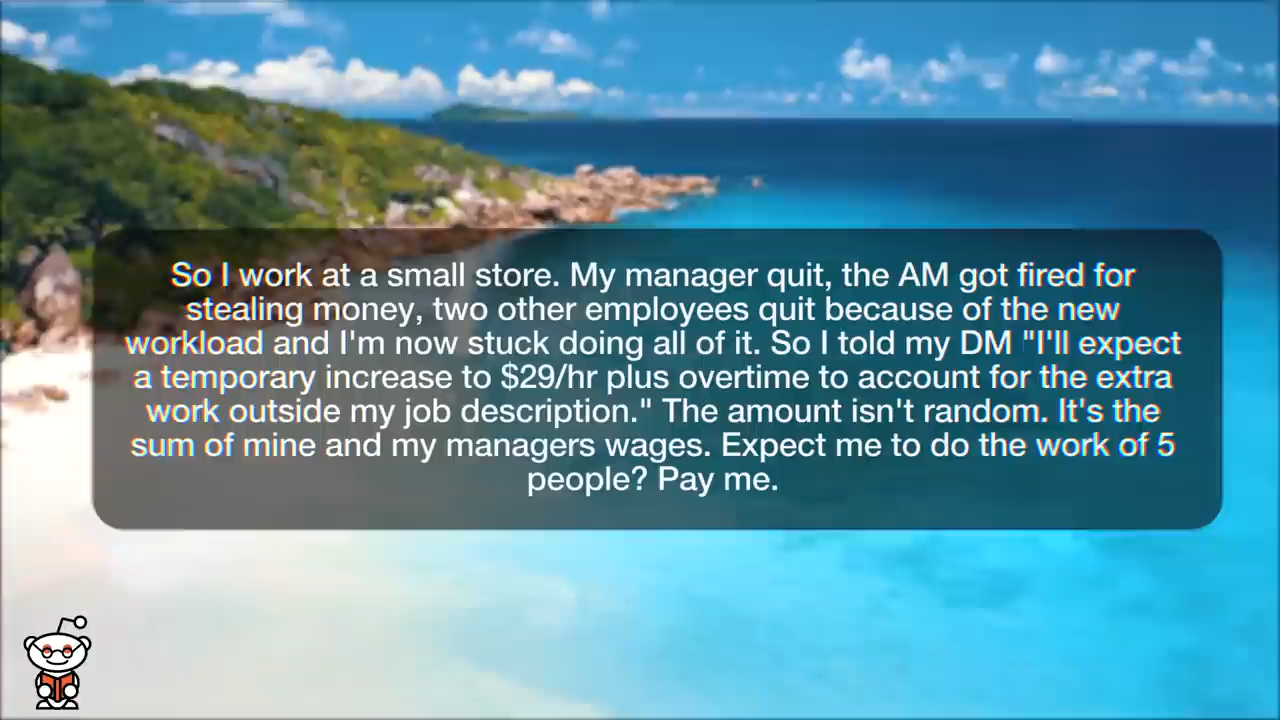 So I work at a small store. My manager quit, the AM got fired for
stealing money, two other employees quit because of the new
workload and I'm now stuck doing all of it. So I told my DM "I'll expect
a temporary increase to $29/hr plus overtime to account for the extra
work outside my job description." The amount isn't random. It's the
sum of mine and my managers wages. Expect me to do the work of 5
people? Pay me.